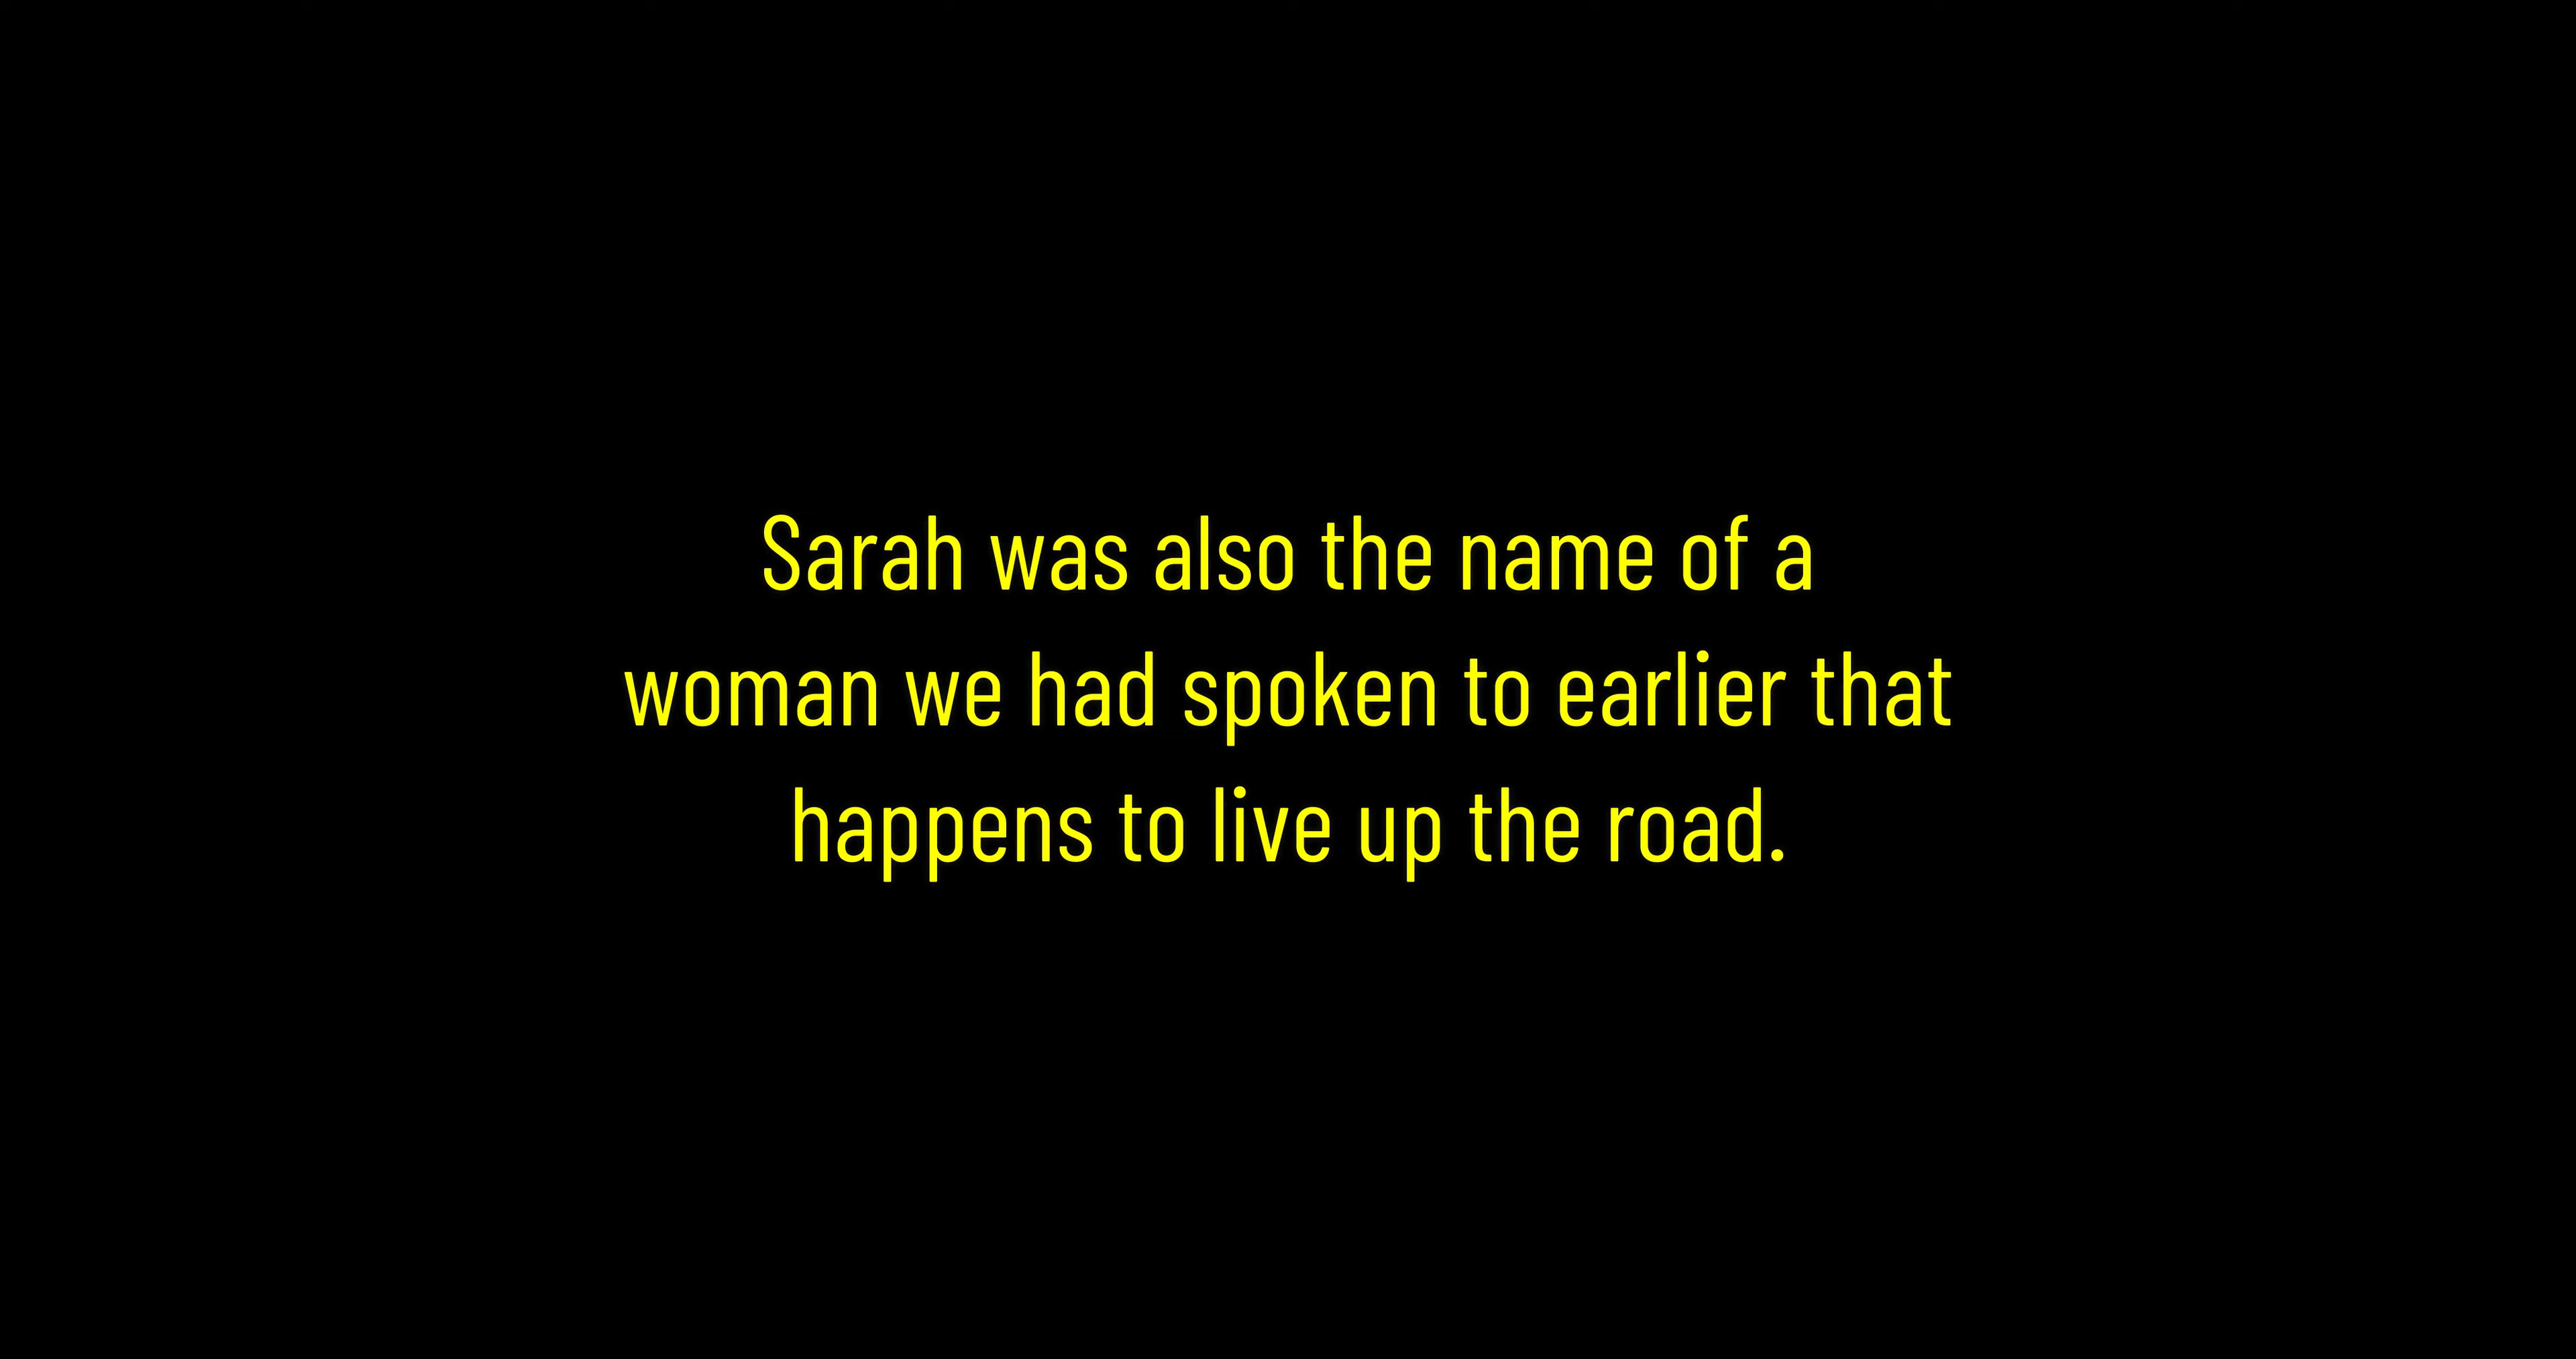 Sarah was also the name of a
woman we had spoken to earlier that
happens to live up the road.